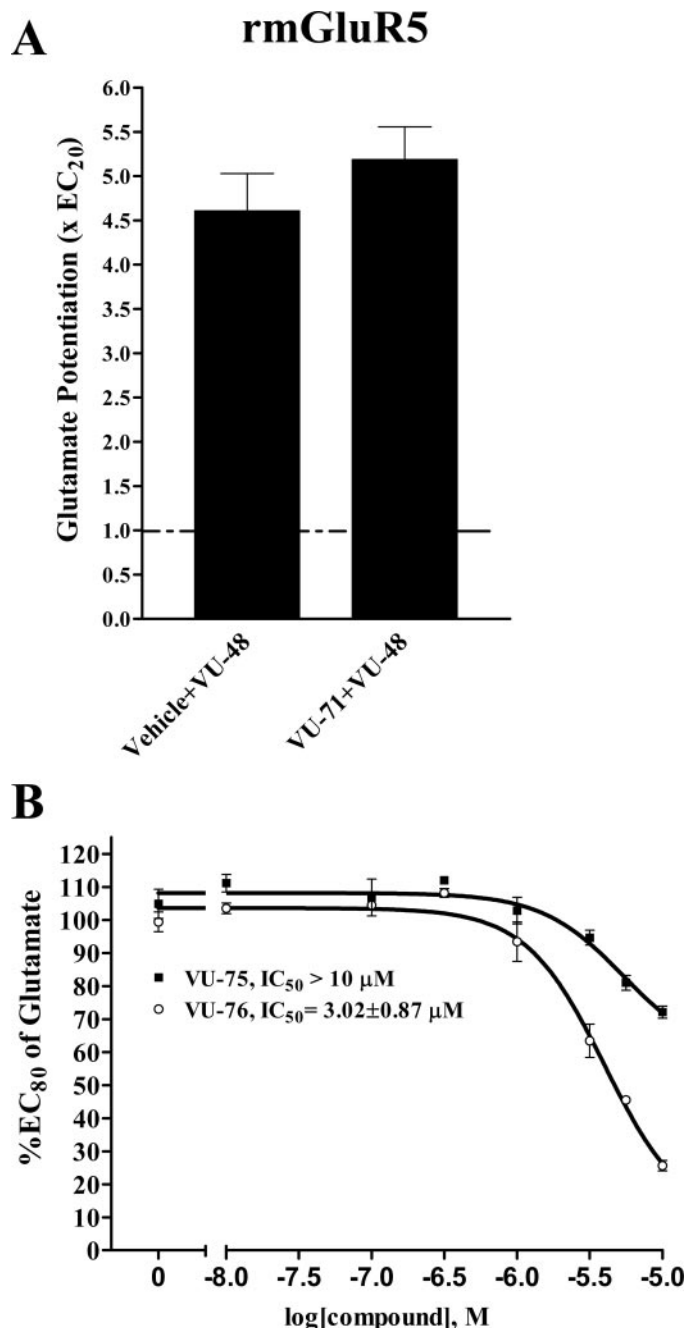 A
rmGluR5
Glutamate Potentiation (x EC20)
6.0
5.5
5.0
4.5
4.0
3.5
3.0
2.5
2.0
1.5
1.0
0.5
0.0
Vehicle+VU-48
VU-71+VU-48
B
%EC80 of Glutamate
120
110
100
90
80
70
60
50
40
30
20
10
0
VU-75, IC50 > 10 μM
VU-76, IC50= 3.02±0.87 μM
0 -8.0 -7.5 -7.0 -6.5 -6.0 -5.5 -5.0
log[compound], M